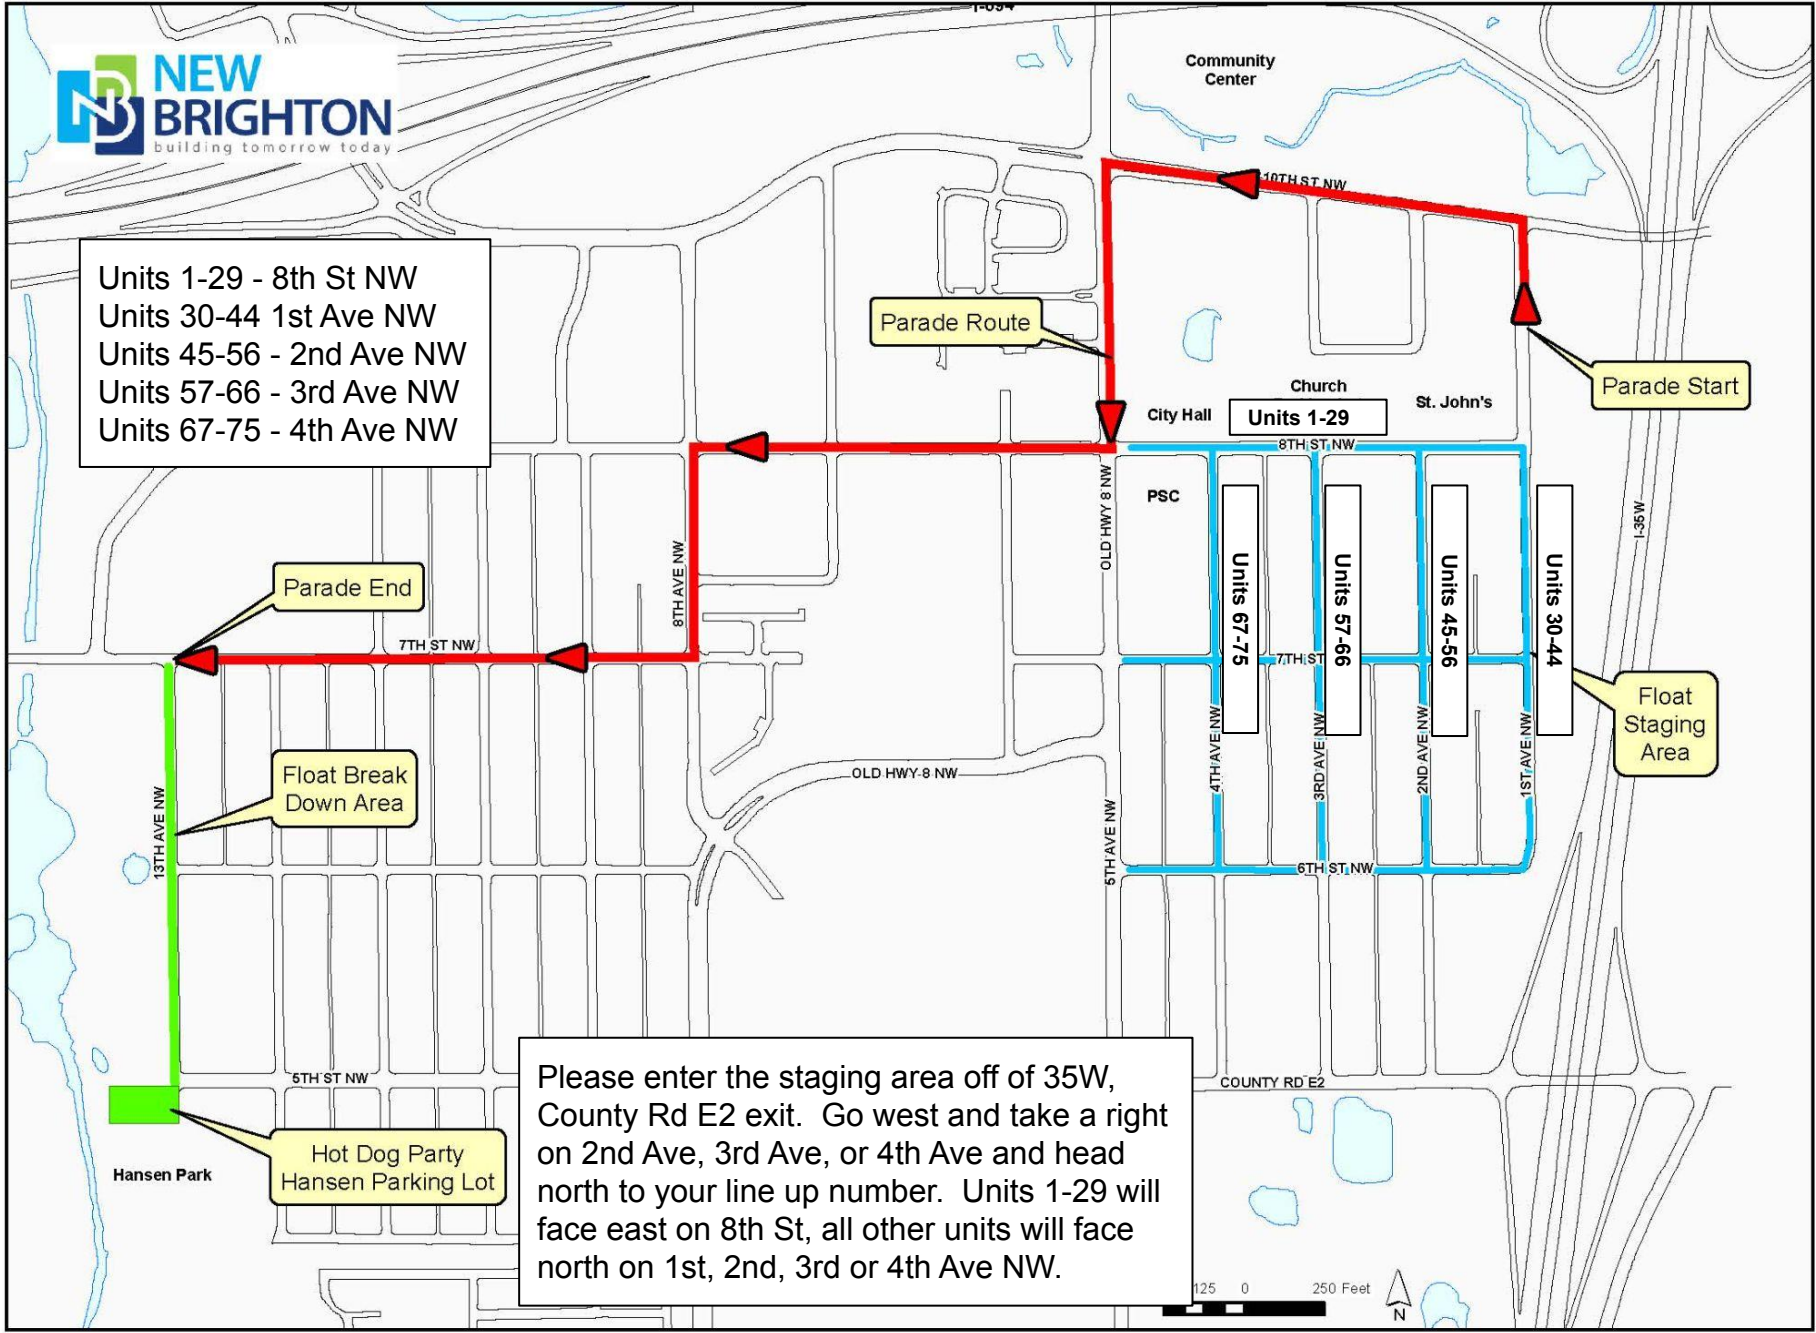 I-694
NEW
BRIGHTON
building tomorrow today
Community
Center
10TH ST NW
Units 1-29 - 8th St NW
Units 30-44 1st Ave NW
Units 45-56 - 2nd Ave NW
Units 57-66 - 3rd Ave NW
Units 67-75 - 4th Ave NW
Parade Route
Parade Start
Church
St. John's
City Hall
Units 1-29
8TH ST NW
PSC
OLD HWY 8 NW
I-35W
Units 67-75
Units 57-66
Units 45-56
Units 30-44
8TH AVE NW
Parade End
7TH ST NW
7TH ST
Float
Staging
Area
4TH AVE NW
3RD AVE NW
2ND AVE NW
1ST AVE NW
Float Break
Down Area
OLD HWY 8 NW
13TH AVE NW
5TH AVE NW
6TH ST NW
5TH ST NW
COUNTY RD E2
Hot Dog Party
Hansen Parking Lot
Hansen Park
Please enter the staging area off of 35W,
County Rd E2 exit. Go west and take a right
on 2nd Ave, 3rd Ave, or 4th Ave and head
north to your line up number. Units 1-29 will
face east on 8th St, all other units will face
north on 1st, 2nd, 3rd or 4th Ave NW.
125 0 250 Feet
N